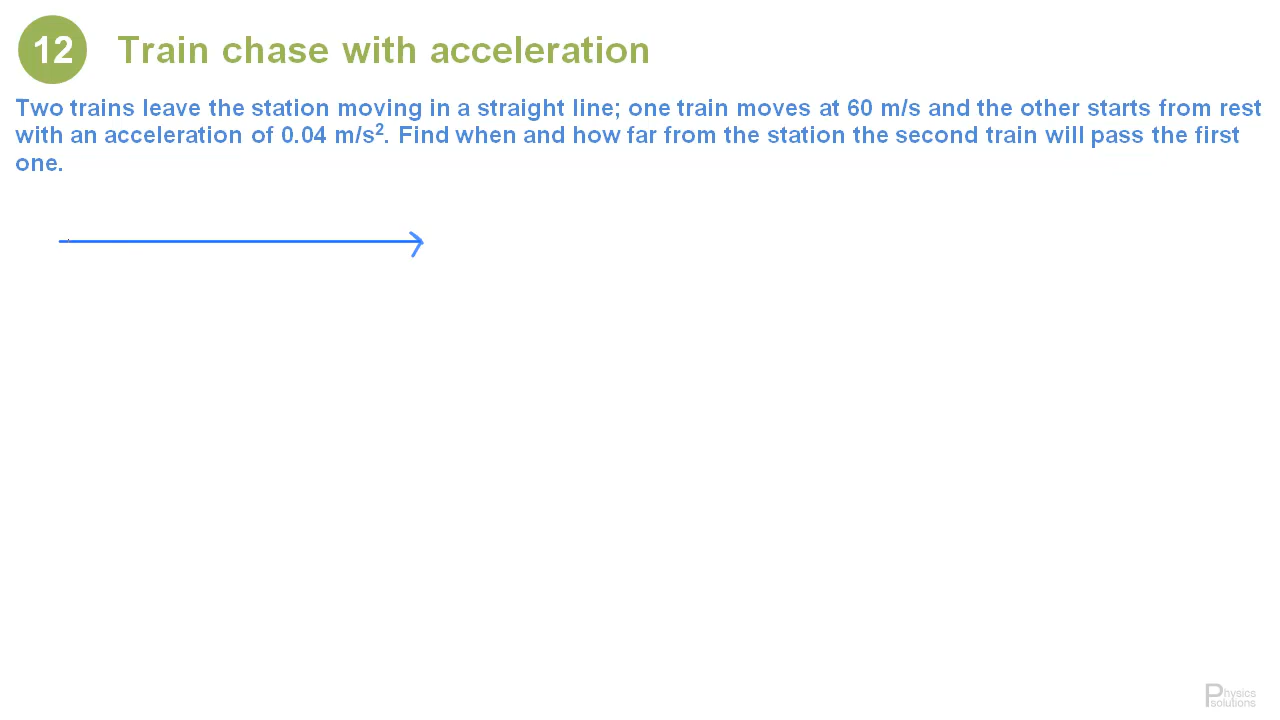 12 Train chase with acceleration
Two trains leave the station moving in a straight line; one train moves at 60 m/s and the other starts from rest
with an acceleration of 0.04 m/s². Find when and how far from the station the second train will pass the first
one.
Physics
solutions